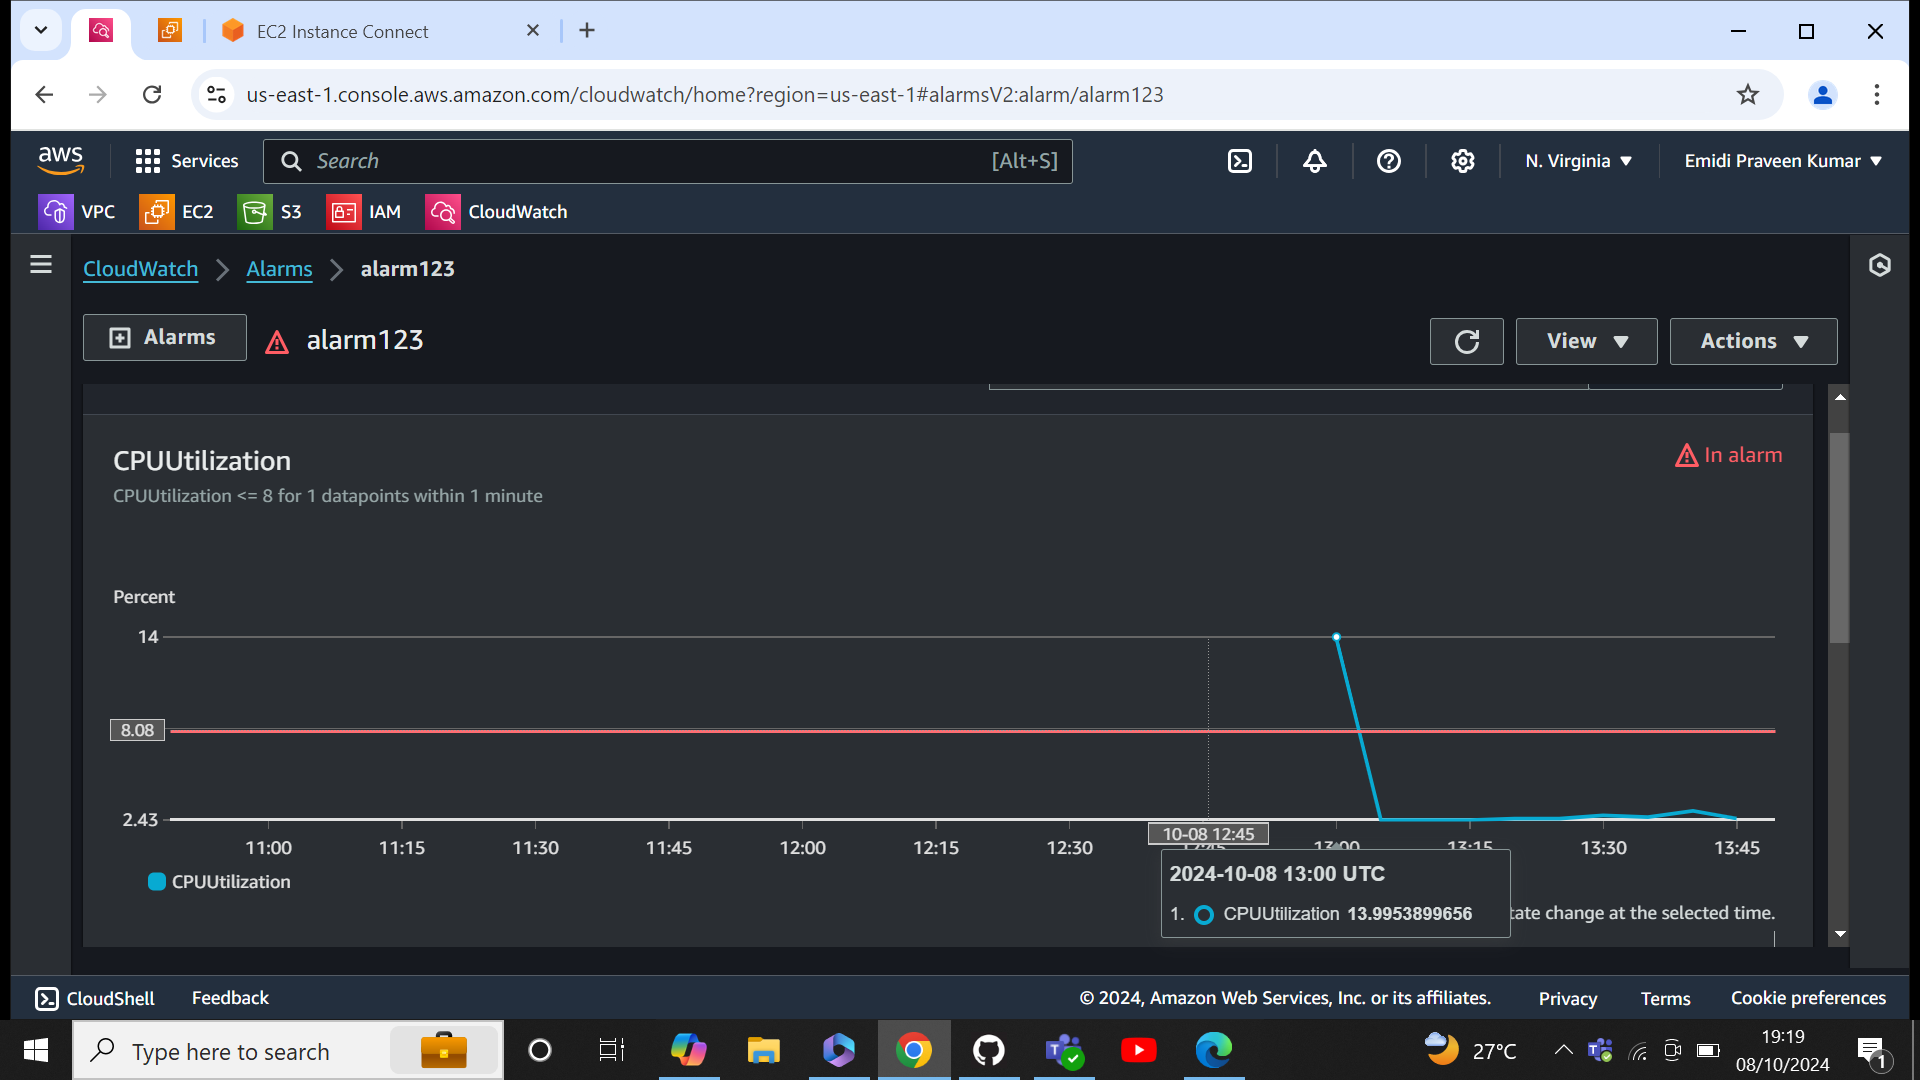 EC2 Instance Connect
us-east-1.console.aws.amazon.com/cloudwatch/home?region=us-east-1#alarmsV2:alarm/alarm123
aws
Services
Search
[Alt+S]
N. Virginia
Emidi Praveen Kumar
VPC
EC2
S3
IAM
CloudWatch
CloudWatch
Alarms
alarm123
Alarms
alarm123
View
Actions
CPUUtilization
In alarm
CPUUtilization <= 8 for 1 datapoints within 1 minute
Percent
14
8.08
2.43
10-08 12:45
11:00
11:15
11:30
11:45
12:00
12:15
12:30
12:45
13:00
13:15
13:30
13:45
CPUUtilization
2024-10-08 13:00 UTC
1. CPUUtilization 13.9953899656
tate change at the selected time.
CloudShell
Feedback
© 2024, Amazon Web Services, Inc. or its affiliates.
Privacy
Terms
Cookie preferences
Type here to search
27°C
19:19
08/10/2024
1